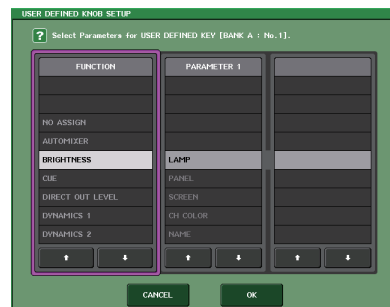 USER DEFINED KNOB SETUP
? Select Parameters for USER DEFINED KEY [BANK A : No.1].
FUNCTION
NO ASSIGN
AUTOMIXER
BRIGHTNESS
CUE
DIRECT OUT LEVEL
DYNAMICS 1
DYNAMICS 2
PARAMETER 1
LAMP
PANEL
SCREEN
CH COLOR
NAME
CANCEL
OK